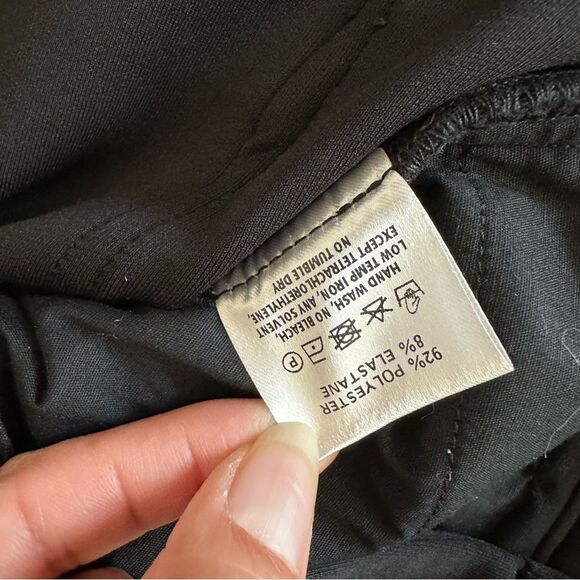 92% POLYESTER
8% ELASTANE
P
HAND WASH, NO BLEACH,
LOW TEMP IRON, ANY SOLVENT
EXCEPT TETRACHLORETHYLENE,
NO TUMBLE DRY